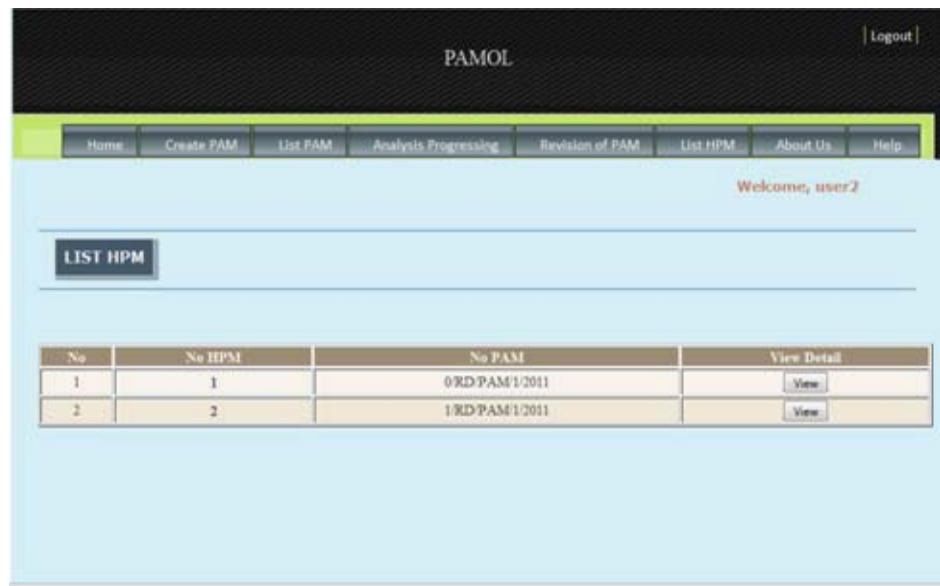 Logout
PAMOL
Home Create PAM List PAM Analysis Progressing Revision of PAM List HPM About Us Help
Welcome, user2
LIST HPM
No No HPM No PAM View Detail
1 1 0/RD/PAM/1/2011 View
2 2 1/RD/PAM/1/2011 View